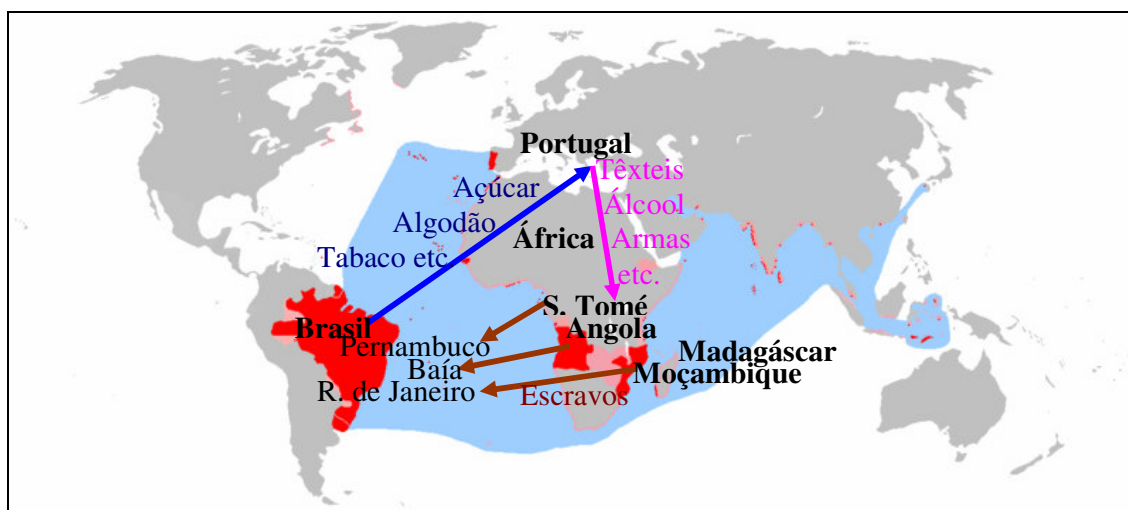 Portugal
Têxteis
Açúcar
Álcool
Algodão
África
Armas
Tabaco etc
etc.
S. Tomé
Brasil
Angola
Pernambuco
Madagáscar
Baía
Moçambique
R. de Janeiro
Escravos